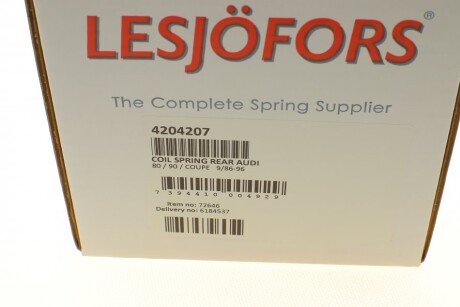 LESJÖFORS®
The Complete Spring Supplier
4204207
COIL SPRING REAR AUDI
80 / 90 / COUPE 9/86-96
7 394410 004929
Item no: 72646
Delivery no: 6184537